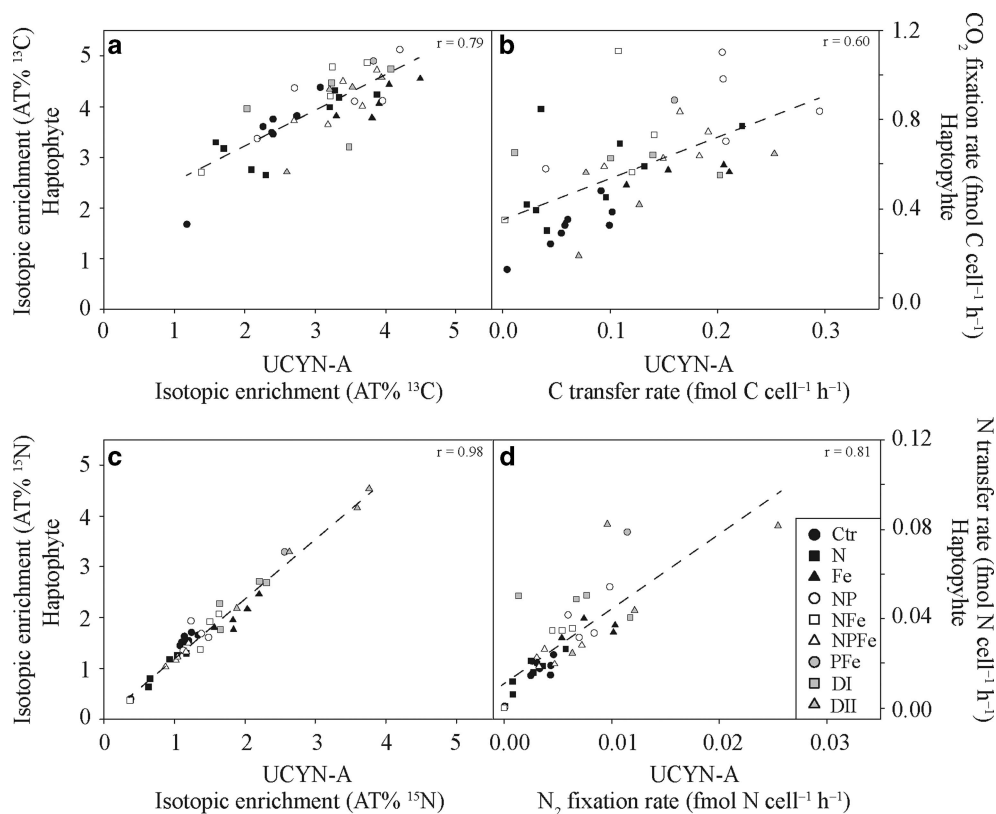 a
r = 0.79
Isotopic enrichment (AT% ¹³C)
Haptophyte
5
4
3
2
1
0
0 1 2 3 4 5
UCYN-A
Isotopic enrichment (AT% ¹³C)
b
r = 0.60
1.2
0.8
0.4
0.0
CO₂ fixation rate (fmol C cell⁻¹ h⁻¹)
Haptopyhte
0.0 0.1 0.2 0.3
UCYN-A
C transfer rate (fmol C cell⁻¹ h⁻¹)
c
r = 0.98
Isotopic enrichment (AT% ¹⁵N)
Haptophyte
5
4
3
2
1
0
0 1 2 3 4 5
UCYN-A
Isotopic enrichment (AT% ¹⁵N)
d
r = 0.81
0.12
0.08
0.04
0.00
N transfer rate (fmol N cell⁻¹ h⁻¹)
Haptopyhte
Ctr
N
Fe
NP
NFe
NPFe
PFe
DI
DII
0.00 0.01 0.02 0.03
UCYN-A
N₂ fixation rate (fmol N cell⁻¹ h⁻¹)